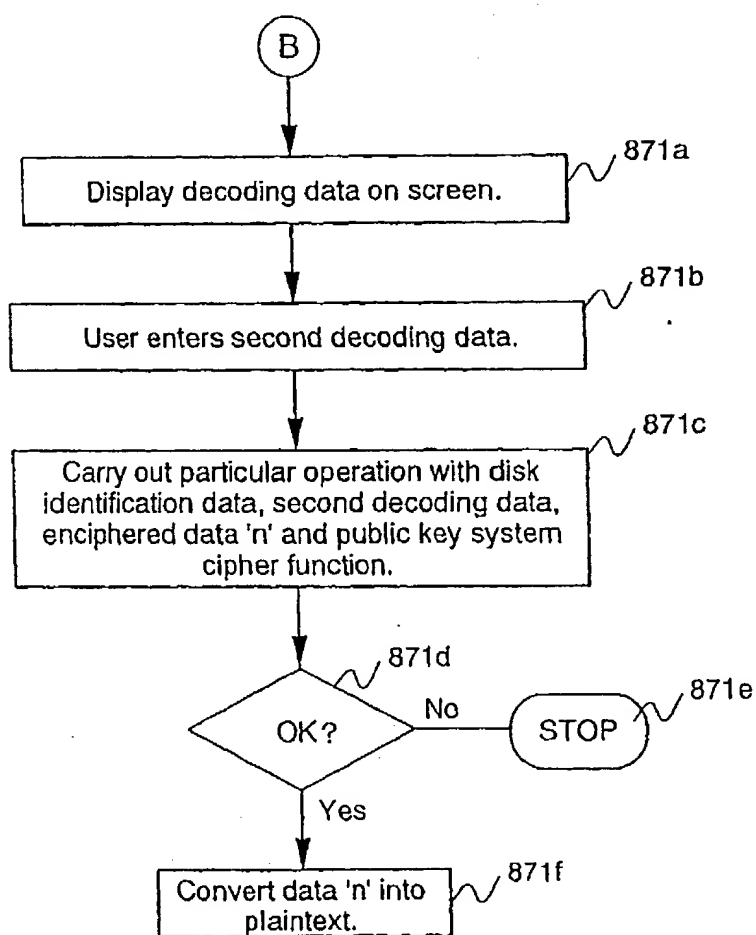 B
871a
Display decoding data on screen.
871b
User enters second decoding data.
871c
Carry out particular operation with disk
identification data, second decoding data,
enciphered data 'n' and public key system
cipher function.
871d
OK?
No
871e
STOP
Yes
871f
Convert data 'n' into
plaintext.